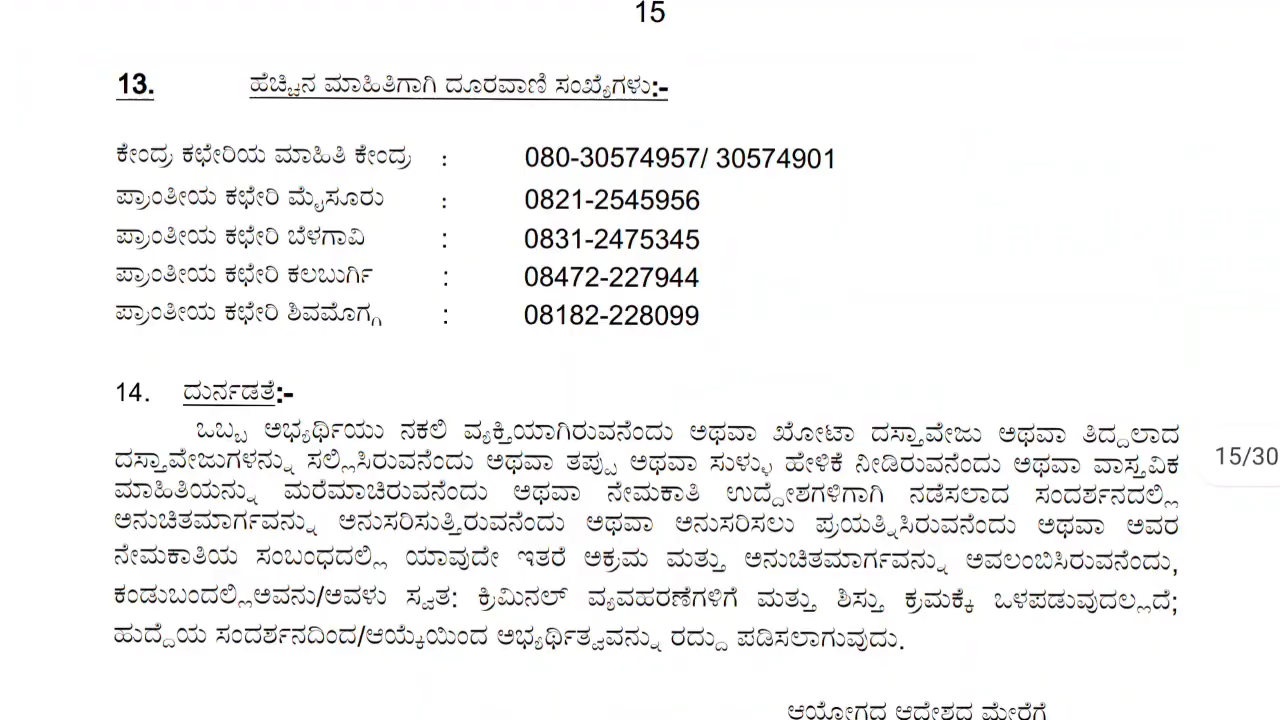 15
13. ಹೆಚ್ಚಿನ ಮಾಹಿತಿಗಾಗಿ ದೂರವಾಣಿ ಸಂಖ್ಯೆಗಳು:-
ಕೇಂದ್ರ ಕಛೇರಿಯ ಮಾಹಿತಿ ಕೇಂದ್ರ : 080-30574957/ 30574901
ಪ್ರಾಂತೀಯ ಕಛೇರಿ ಮೈಸೂರು : 0821-2545956
ಪ್ರಾಂತೀಯ ಕಛೇರಿ ಬೆಳಗಾವಿ : 0831-2475345
ಪ್ರಾಂತೀಯ ಕಛೇರಿ ಕಲಬುರ್ಗಿ : 08472-227944
ಪ್ರಾಂತೀಯ ಕಛೇರಿ ಶಿವಮೊಗ್ಗ : 08182-228099
14. ದುರ್ನಡತೆ:-
ಒಬ್ಬ ಅಭ್ಯರ್ಥಿಯು ನಕಲಿ ವ್ಯಕ್ತಿಯಾಗಿರುವನೆಂದು ಅಥವಾ ಖೋಟಾ ದಸ್ತಾವೇಜು ಅಥವಾ ತಿದ್ದಲಾದ
ದಸ್ತಾವೇಜುಗಳನ್ನು ಸಲ್ಲಿಸಿರುವನೆಂದು ಅಥವಾ ತಪ್ಪು ಅಥವಾ ಸುಳ್ಳು ಹೇಳಿಕೆ ನೀಡಿರುವನೆಂದು ಅಥವಾ ವಾಸ್ತವಿಕ
ಮಾಹಿತಿಯನ್ನು ಮರೆಮಾಚಿರುವನೆಂದು ಅಥವಾ ನೇಮಕಾತಿ ಉದ್ದೇಶಗಳಿಗಾಗಿ ನಡೆಸಲಾದ ಸಂದರ್ಶನದಲ್ಲಿ
ಅನುಚಿತಮಾರ್ಗವನ್ನು ಅನುಸರಿಸುತ್ತಿರುವನೆಂದು ಅಥವಾ ಅನುಸರಿಸಲು ಪ್ರಯತ್ನಿಸಿರುವನೆಂದು ಅಥವಾ ಅವರ
ನೇಮಕಾತಿಯ ಸಂಬಂಧದಲ್ಲಿ ಯಾವುದೇ ಇತರೆ ಅಕ್ರಮ ಮತ್ತು ಅನುಚಿತಮಾರ್ಗವನ್ನು ಅವಲಂಬಿಸಿರುವನೆಂದು,
ಕಂಡುಬಂದಲ್ಲಿಅವನು/ಅವಳು ಸ್ವತ: ಕ್ರಿಮಿನಲ್ ವ್ಯವಹರಣೆಗಳಿಗೆ ಮತ್ತು ಶಿಸ್ತು ಕ್ರಮಕ್ಕೆ ಒಳಪಡುವುದಲ್ಲದೆ;
ಹುದ್ದೆಯ ಸಂದರ್ಶನದಿಂದ/ಆಯ್ಕೆಯಿಂದ ಅಭ್ಯರ್ಥಿತ್ವವನ್ನು ರದ್ದು ಪಡಿಸಲಾಗುವುದು.
15/30
ಆಯೋಗದ ಆದೇಶದ ಮೇರೆಗೆ